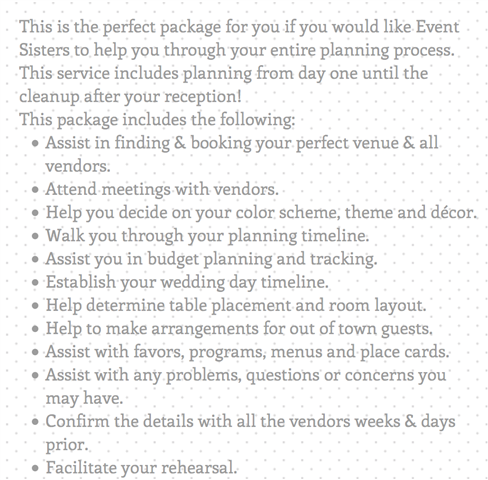 This is the perfect package for you if you would like Event
Sisters to help you through your entire planning process.
This service includes planning from day one until the
cleanup after your reception!
This package includes the following:
• Assist in finding & booking your perfect venue & all
vendors.
• Attend meetings with vendors.
• Help you decide on your color scheme, theme and décor.
• Walk you through your planning timeline.
• Assist you in budget planning and tracking.
• Establish your wedding day timeline.
• Help determine table placement and room layout.
• Help to make arrangements for out of town guests.
• Assist with favors, programs, menus and place cards.
• Assist with any problems, questions or concerns you
may have.
• Confirm the details with all the vendors weeks & days
prior.
• Facilitate your rehearsal.